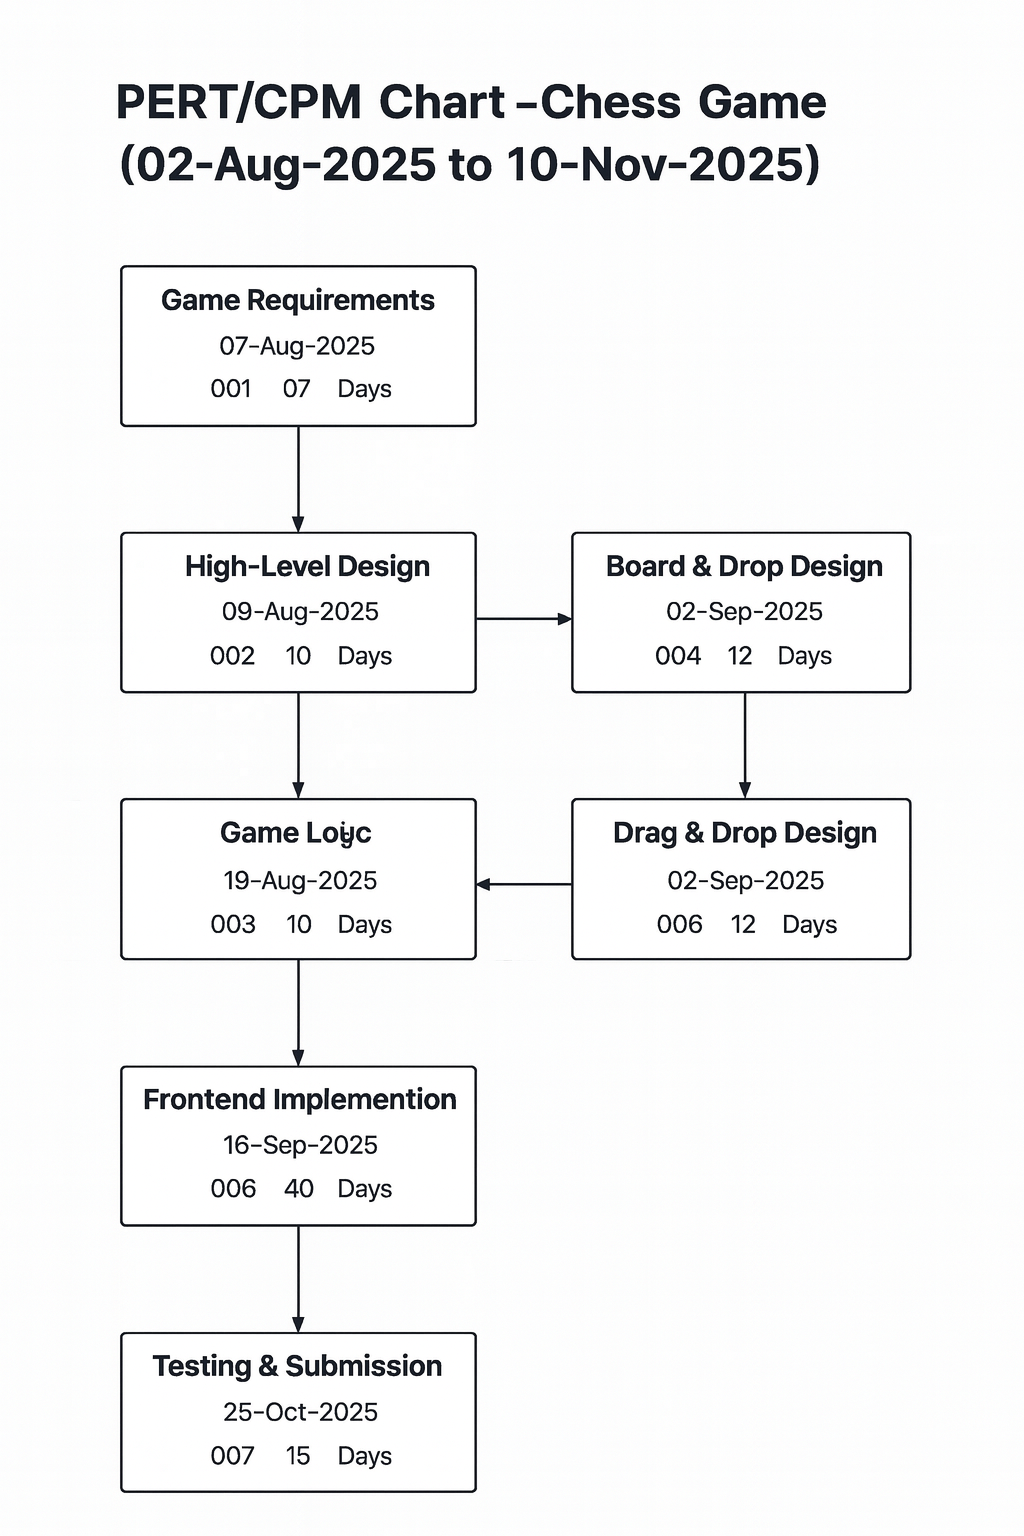 PERT/CPM Chart –Chess Game
(02-Aug-2025 to 10-Nov-2025)
Game Requirements
07-Aug-2025
001 07 Days
High-Level Design
09-Aug-2025
002 10 Days
Board & Drop Design
02-Sep-2025
004 12 Days
Game
19-Aug-2025
003 10 Days
Drag & Drop Design
02-Sep-2025
006 12 Days
Frontend Implemention
16-Sep-2025
006 40 Days
Testing & Submission
25-Oct-2025
007 15 Days